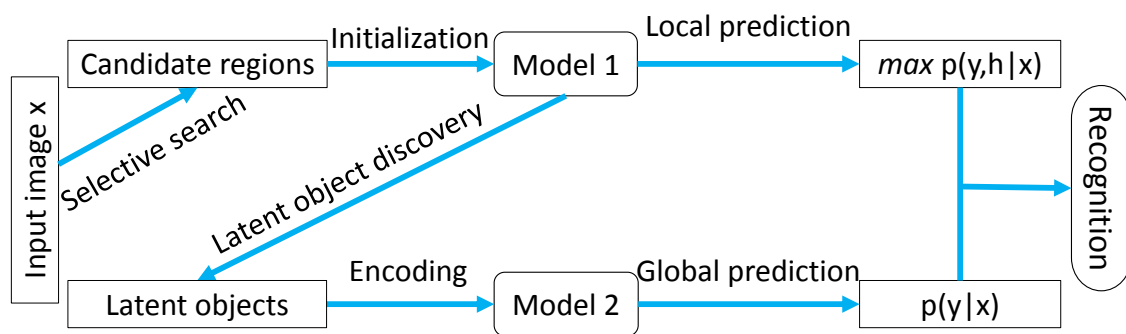 Input image x
Selective search
Candidate regions
Initialization
Model 1
Local prediction
max p(y,h|x)
Latent object discovery
Latent objects
Encoding
Model 2
Global prediction
p(y|x)
Recognition